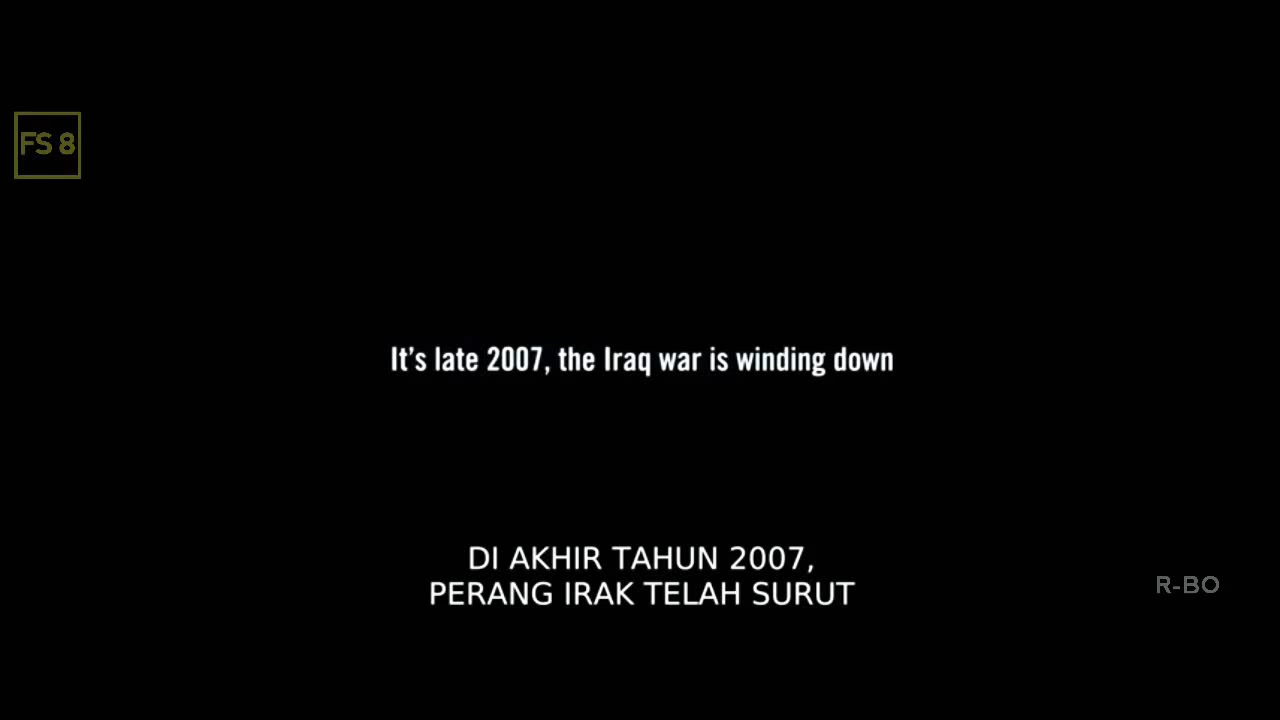 FS 8
It's late 2007, the Iraq war is winding down
DI AKHIR TAHUN 2007,
PERANG IRAK TELAH SURUT
R-BO